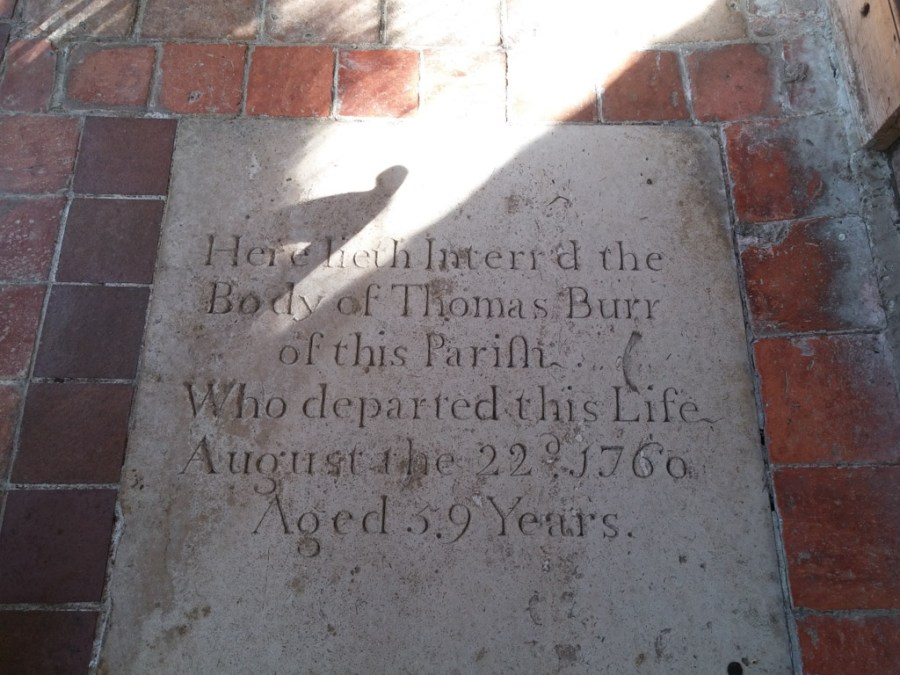 Here lieth Interr'd the
Body of Thomas Burr
of this Pariſh
Who departed this Life
August the 22ᵈ. 1760
Aged 59 Years.